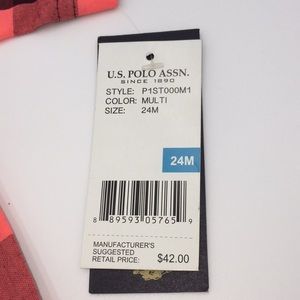 U.S. POLO ASSN.
SINCE 1890
STYLE: P1ST000M1
COLOR: MULTI
SIZE: 24M
24M
8 89593 05765 9
MANUFACTURER'S
SUGGESTED
RETAIL PRICE: $42.00